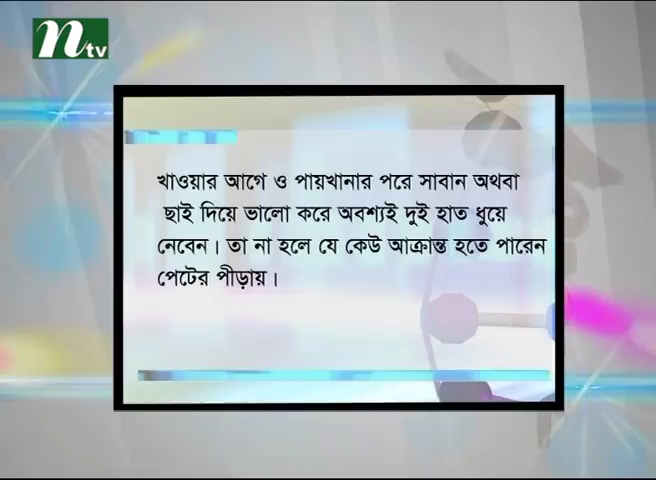 ntv
খাওয়ার আগে ও পায়খানার পরে সাবান অথবা
ছাই দিয়ে ভালো করে অবশ্যই দুই হাত ধুয়ে
নেবেন। তা না হলে যে কেউ আক্রান্ত হতে পারেন
পেটের পীড়ায়।